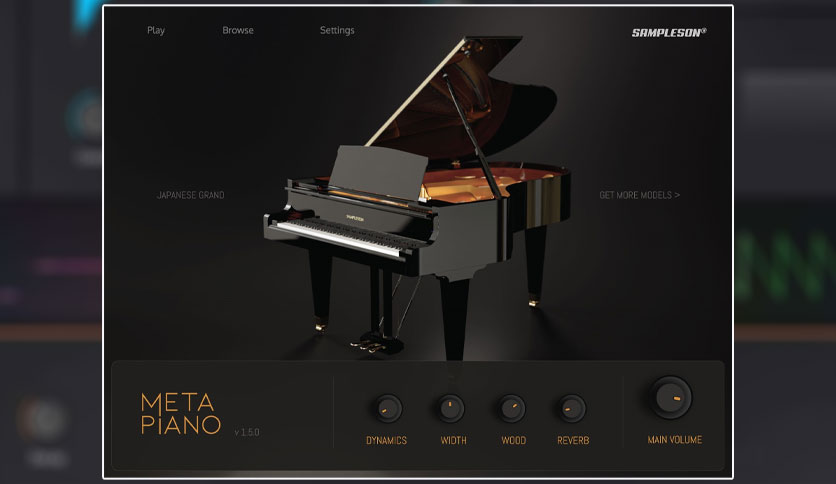 Play
Browse
Settings
SAMPLESON®
JAPANESE GRAND
GET MORE MODELS >
SAMPLESON
META
PIANO
v 1.5.0
DYNAMICS
WIDTH
WOOD
REVERB
MAIN VOLUME